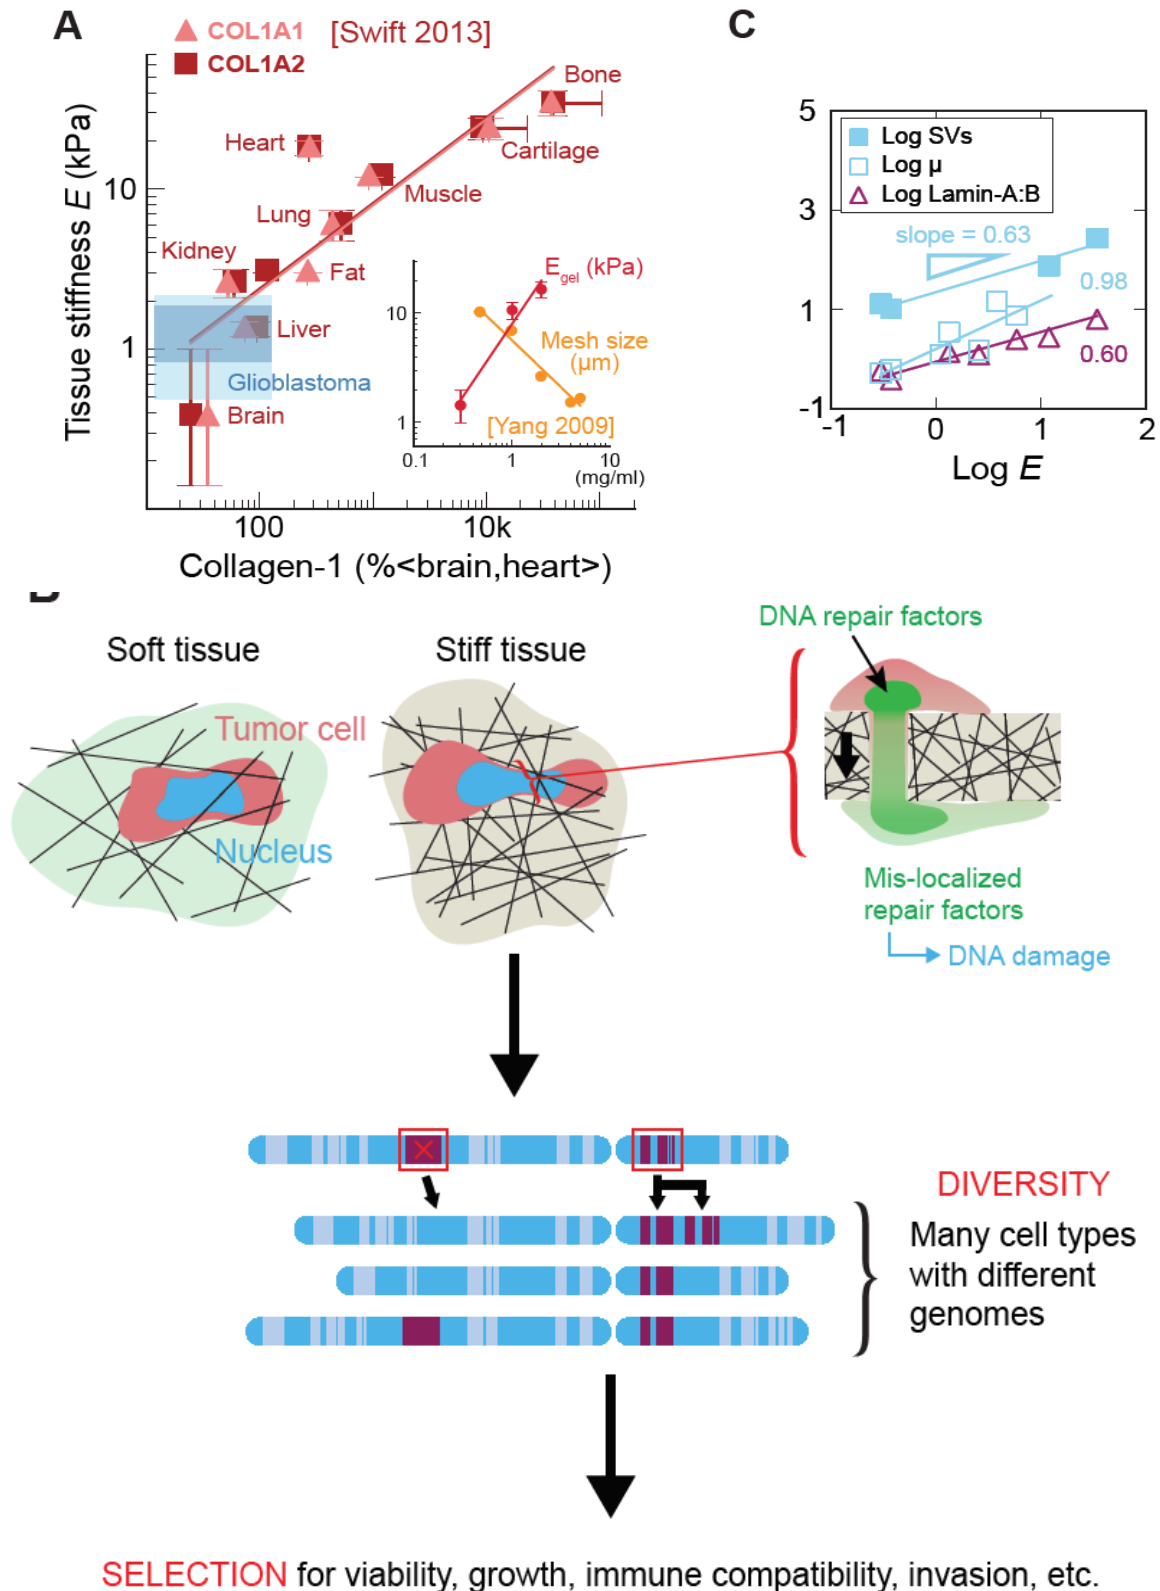 A
COL1A1
[Swift 2013]
COL1A2
Tissue stiffness E (kPa)
10
1
Bone
Heart
Cartilage
Muscle
Lung
Kidney
Fat
Liver
Glioblastoma
Brain
Egel (kPa)
10
Mesh size
(µm)
[Yang 2009]
1
0.1
1
10
(mg/ml)
100
10k
Collagen-1 (%<brain,heart>)
C
5
Log SVs
Log µ
Log Lamin-A:B
3
slope = 0.63
0.98
1
0.60
-1
-1
0
1
2
Log E
Soft tissue
Stiff tissue
DNA repair factors
Tumor cell
Nucleus
Mis-localized
repair factors
DNA damage
DIVERSITY
Many cell types
with different
genomes
SELECTION for viability, growth, immune compatibility, invasion, etc.